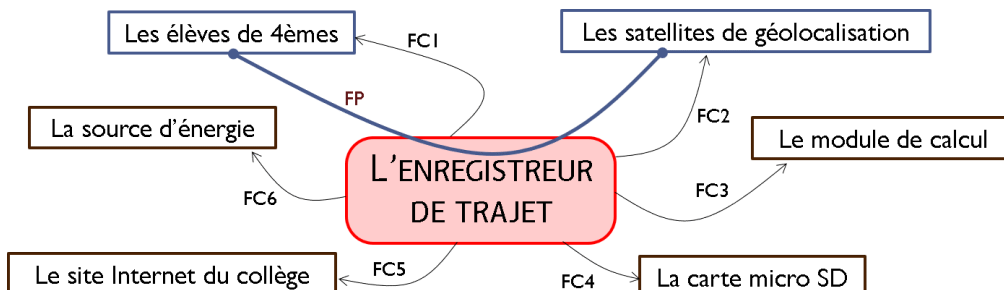 Les élèves de 4èmes
Les satellites de géolocalisation
FC1
FP
FC2
La source d'énergie
Le module de calcul
L'ENREGISTREUR
DE TRAJET
FC6
FC3
Le site Internet du collège
FC5
FC4
La carte micro SD